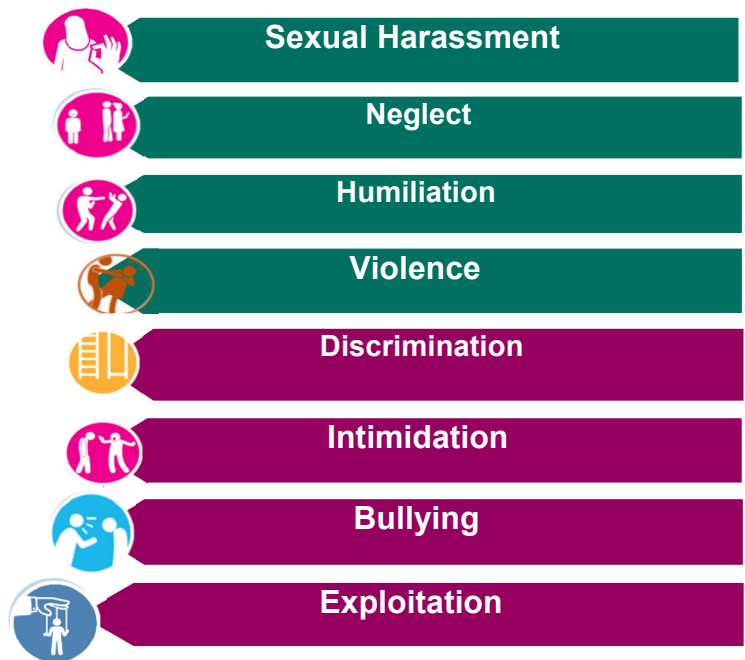 Sexual Harassment
Neglect
Humiliation
Violence
Discrimination
Intimidation
Bullying
Exploitation